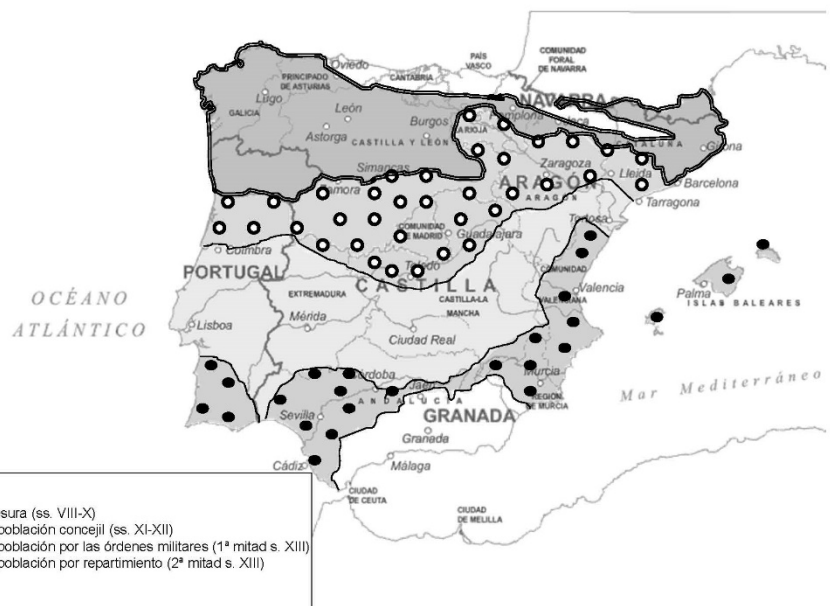 PAÍS
VASCO
COMUNIDAD
FORAL
DE NAVARRA
Oviedo
PRINCIPADO
DE ASTURIAS
CANTABRIA
NAVARRA
Lugo
GALICIA
León
Burgos
LA RIOJA
Pamplona
Jaca
CATALUÑA
Girona
Astorga
CASTILLA Y LEÓN
Simancas
Zaragoza
Lleida
Barcelona
Zamora
ARAGÓN
ARAGÓN
Tarragona
COMUNIDAD
DE MADRID
Guadalajara
Tortosa
Coimbra
PORTUGAL
Toledo
CASTILLA
COMUNIDAD
VALENCIANA
EXTREMADURA
CASTILLA-LA
MANCHA
Valencia
Palma
ISLAS BALEARES
OCÉANO
ATLÁNTICO
Lisboa
Mérida
Ciudad Real
Córdoba
Jaén
Murcia
REGIÓN
DE MURCIA
Mar Mediterráneo
ANDALUCÍA
Sevilla
GRANADA
Granada
Cádiz
Málaga
CIUDAD
DE CEUTA
CIUDAD
DE MELILLA
sura (ss. VIII-X)
población concejil (ss. XI-XII)
población por las órdenes militares (1ª mitad s. XIII)
población por repartimiento (2ª mitad s. XIII)